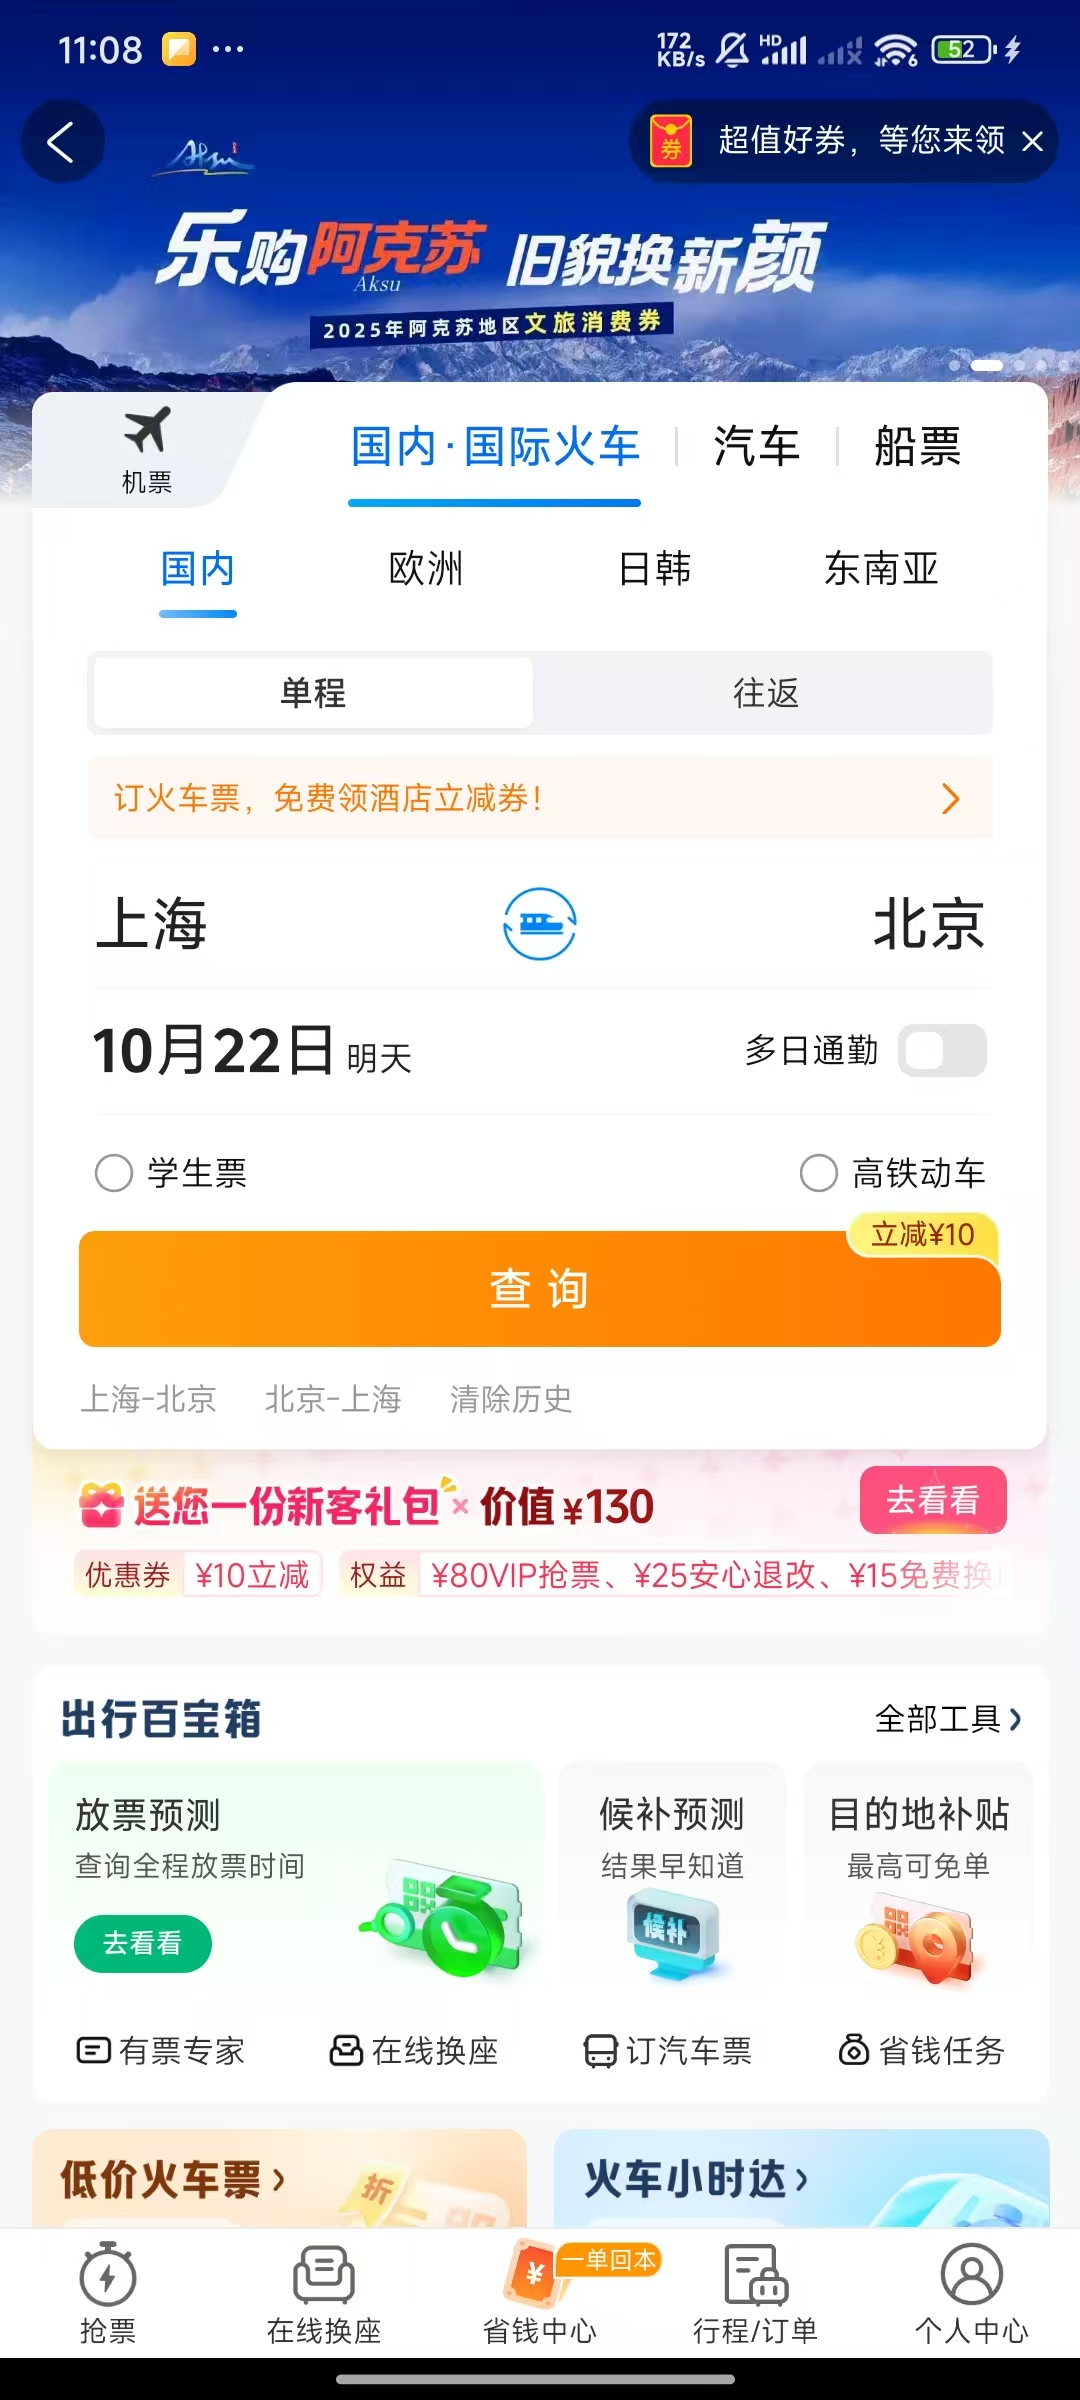 11:08
172 KB/s
HD
6
52
券 超值好券，等您来领
乐购阿克苏 旧貌换新颜
Aksu
2025年阿克苏地区文旅消费券
机票
国内·国际火车 汽车 船票
国内 欧洲 日韩 东南亚
单程 往返
订火车票，免费领酒店立减券！
上海 北京
10月22日 明天 多日通勤
学生票 高铁动车
立减¥10
查询
上海-北京 北京-上海 清除历史
送您一份新客礼包 × 价值¥130 去看看
优惠券 ¥10立减 权益 ¥80VIP抢票、¥25安心退改、¥15免费换
出行百宝箱 全部工具
放票预测 候补预测 目的地补贴
查询全程放票时间 结果早知道 最高可免单
去看看
候补
有票专家 在线换座 订汽车票 省钱任务
低价火车票 火车小时达
折
一单回本
抢票 在线换座 省钱中心 行程/订单 个人中心